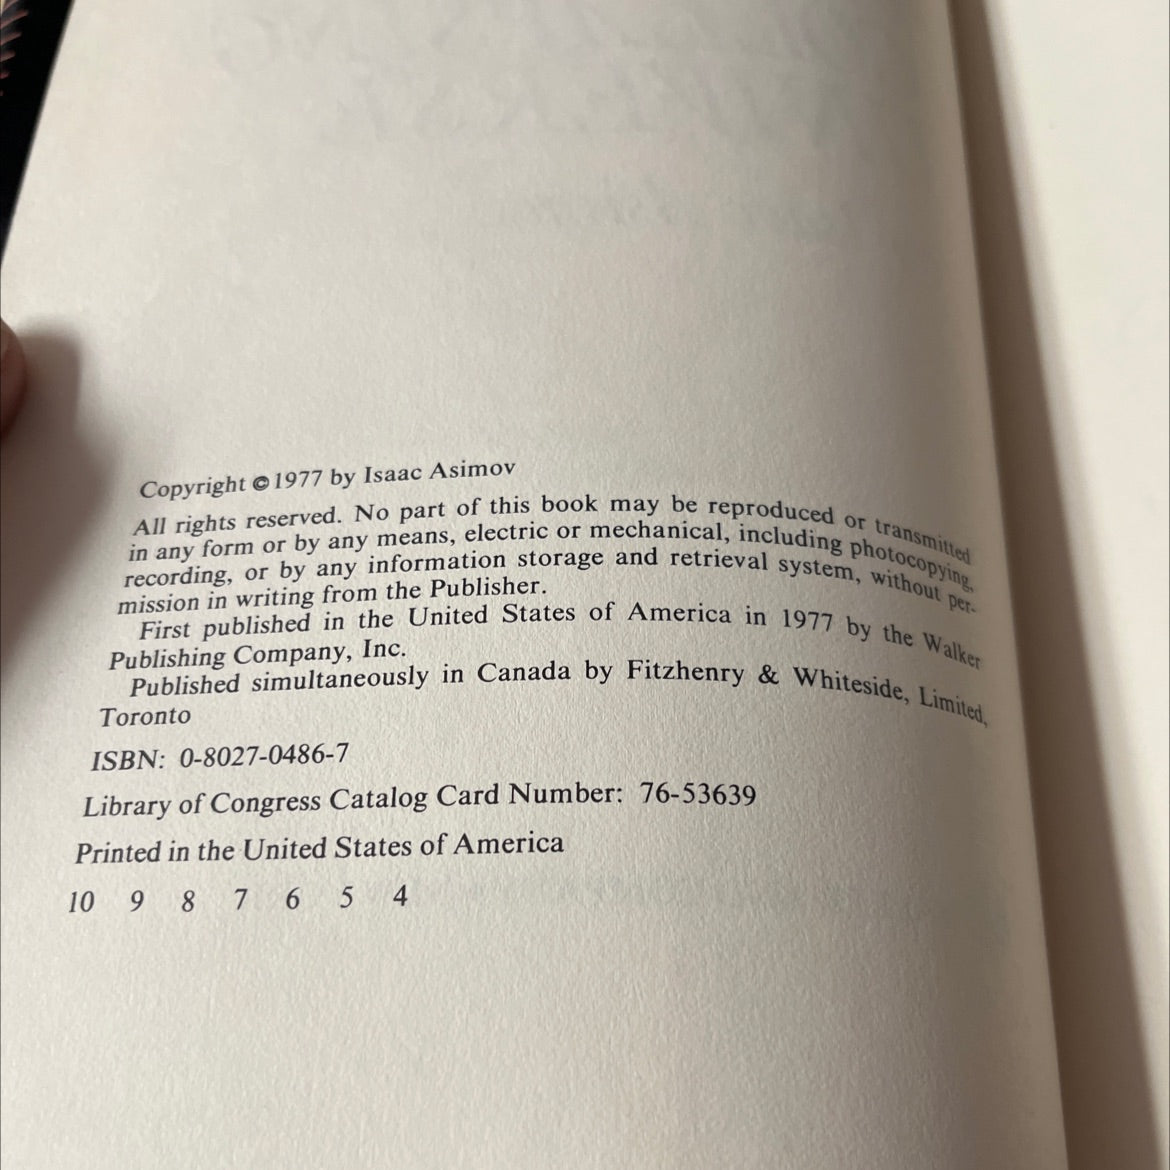 Copyright © 1977 by Isaac Asimov
All rights reserved. No part of this book may be reproduced or transmitted
in any form or by any means, electric or mechanical, including photocopying,
recording, or by any information storage and retrieval system, without per-
mission in writing from the Publisher.
First published in the United States of America in 1977 by the Walker
Publishing Company, Inc.
Published simultaneously in Canada by Fitzhenry & Whiteside, Limited,
Toronto
ISBN: 0-8027-0486-7
Library of Congress Catalog Card Number: 76-53639
Printed in the United States of America
10 9 8 7 6 5 4